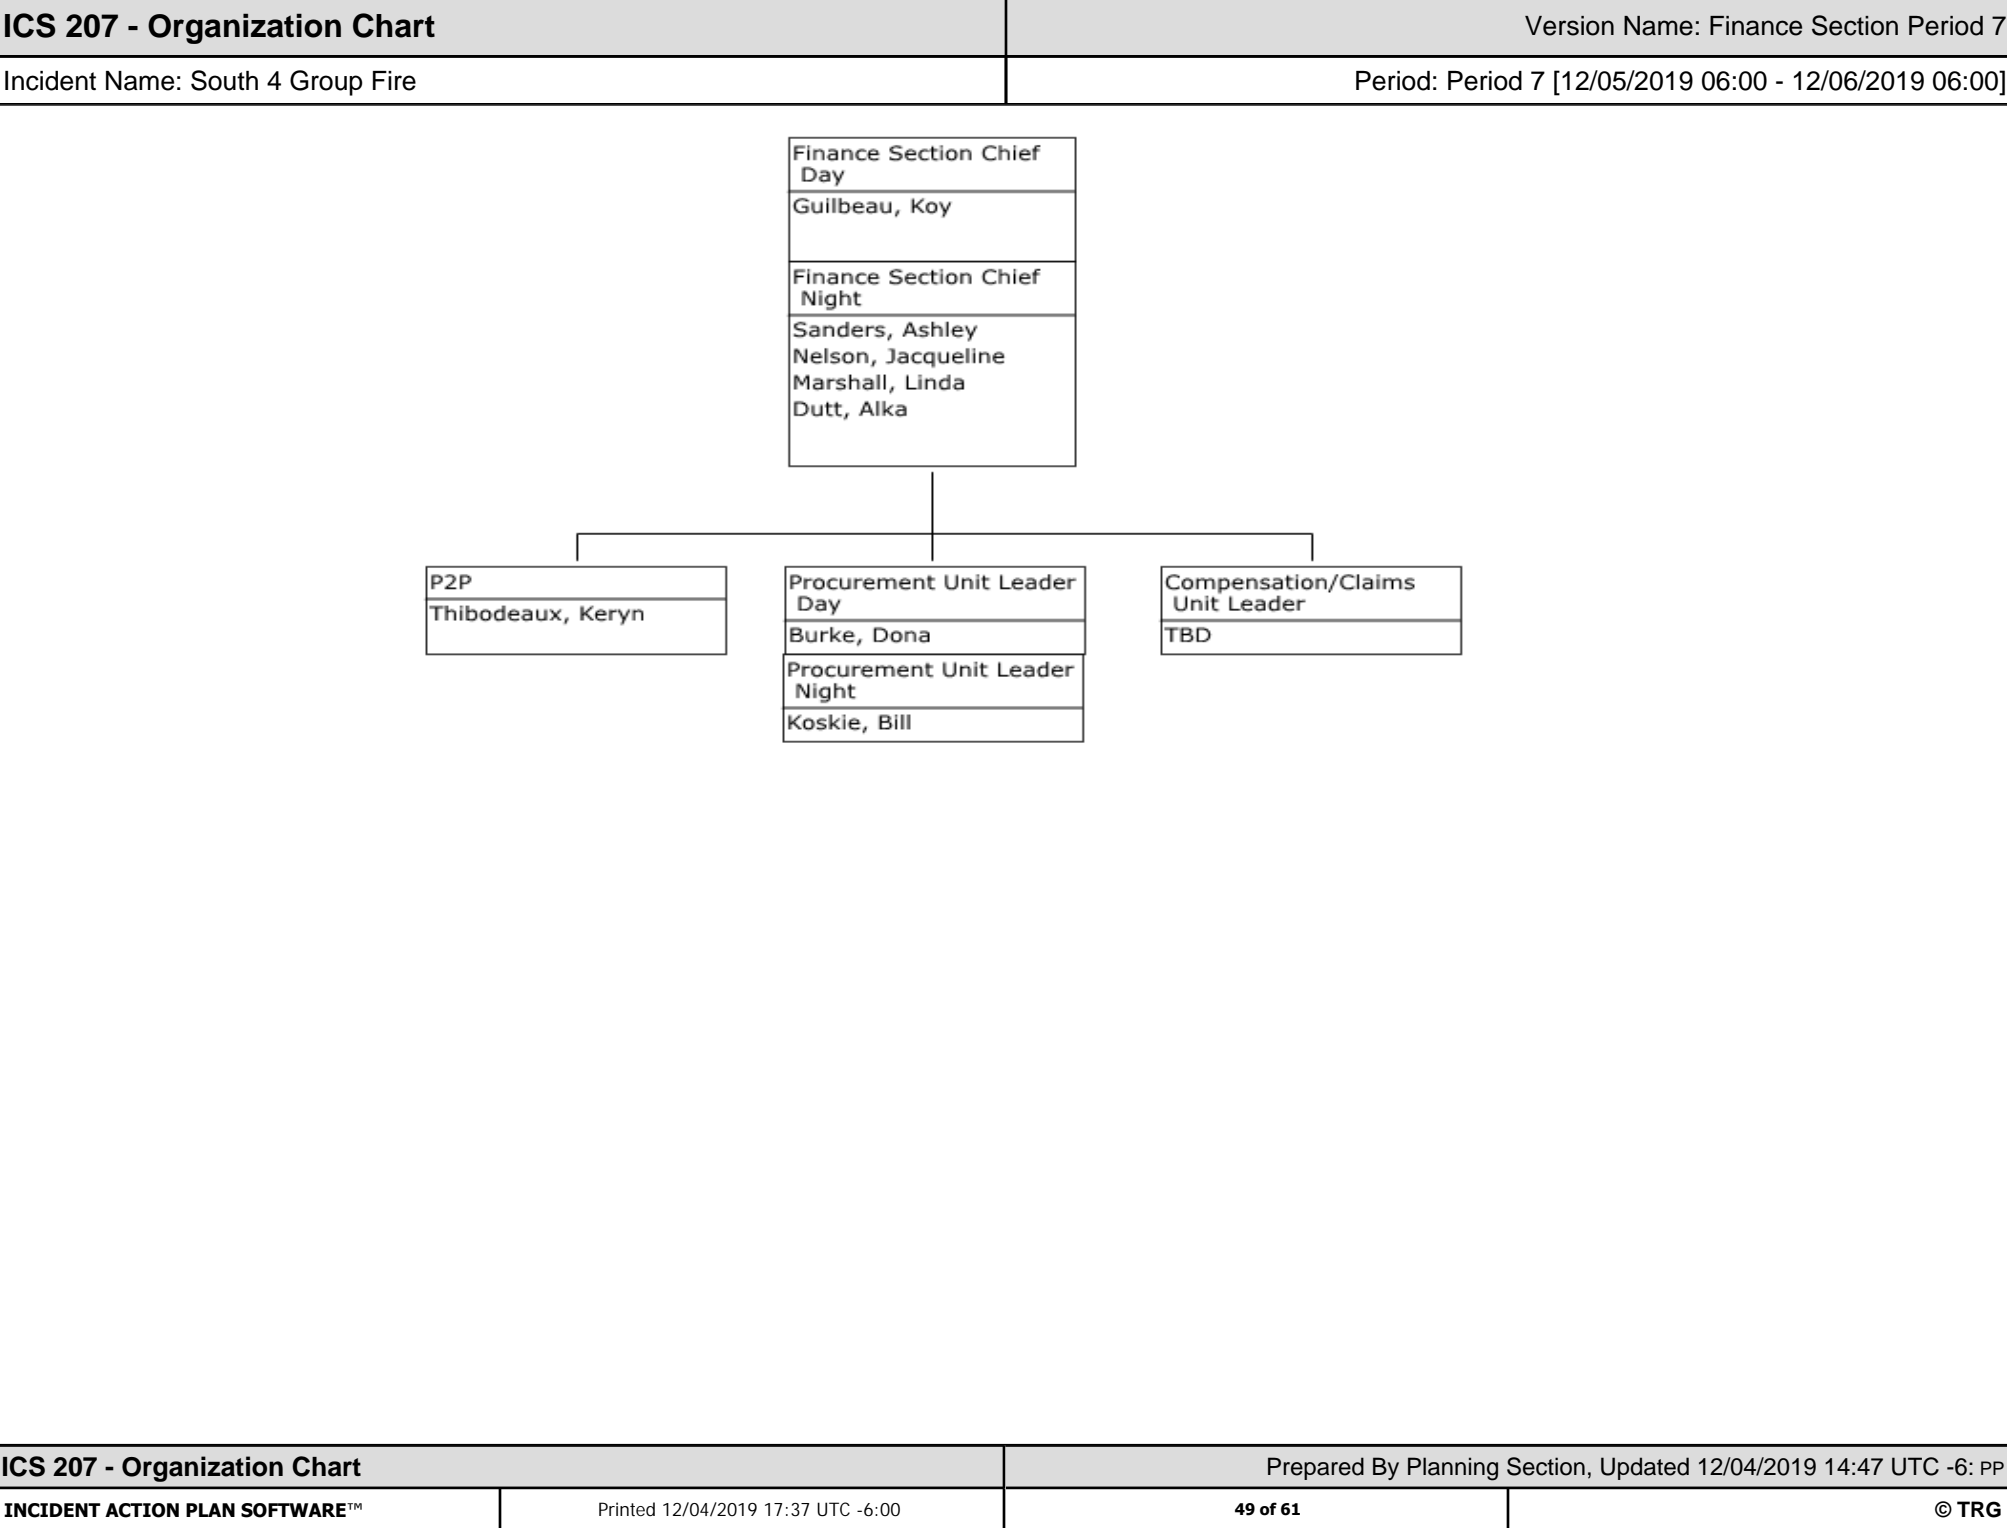 ICS 207 - Organization Chart
Version Name: Finance Section Period 7
Incident Name: South 4 Group Fire
Period: Period 7 [12/05/2019 06:00 - 12/06/2019 06:00]
Finance Section Chief
Day
Guilbeau, Koy
Finance Section Chief
Night
Sanders, Ashley
Nelson, Jacqueline
Marshall, Linda
Dutt, Alka
P2P
Thibodeaux, Keryn
Procurement Unit Leader
Day
Burke, Dona
Procurement Unit Leader
Night
Koskie, Bill
Compensation/Claims
Unit Leader
TBD
ICS 207 - Organization Chart
Prepared By Planning Section, Updated 12/04/2019 14:47 UTC -6: PP
INCIDENT ACTION PLAN SOFTWARE™
Printed 12/04/2019 17:37 UTC -6:00
49 of 61
© TRG